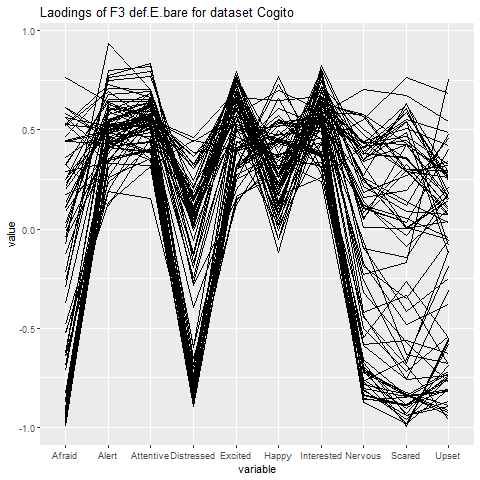 Laodings of F3 def.E.bare for dataset Cogito
1.0
0.5
0.0
-0.5
-1.0
value
Afraid Alert Attentive Distressed Excited Happy Interested Nervous Scared Upset
variable